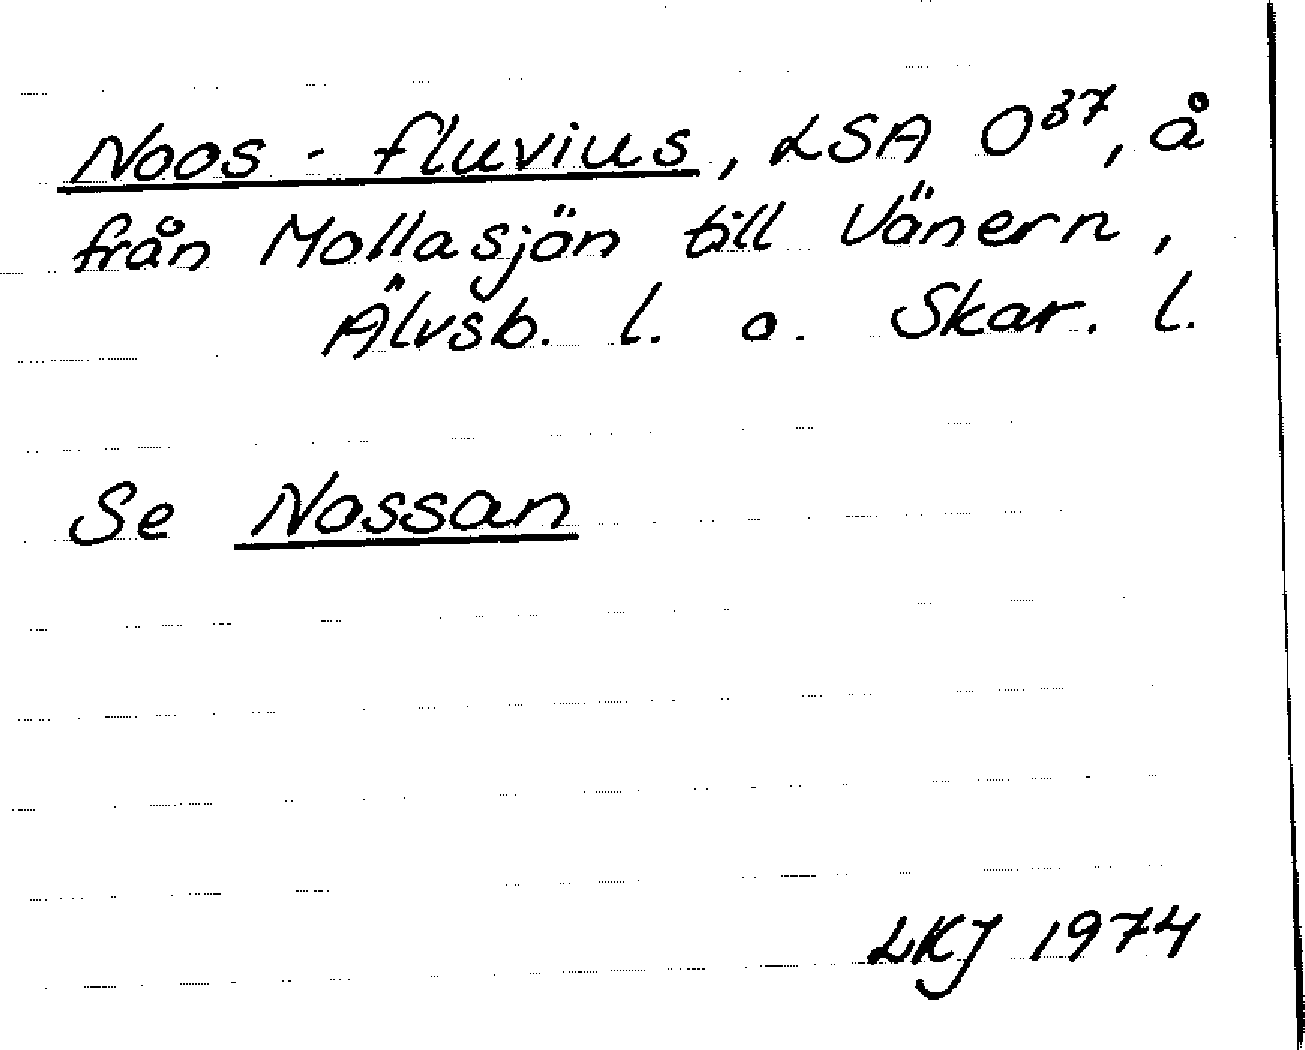 Noos - fluvius, LSA O³⁷, å
från Mollasjön till Vänern,
Älvsb. l. o. Skar. l.
Se Nossan
LKJ 1974